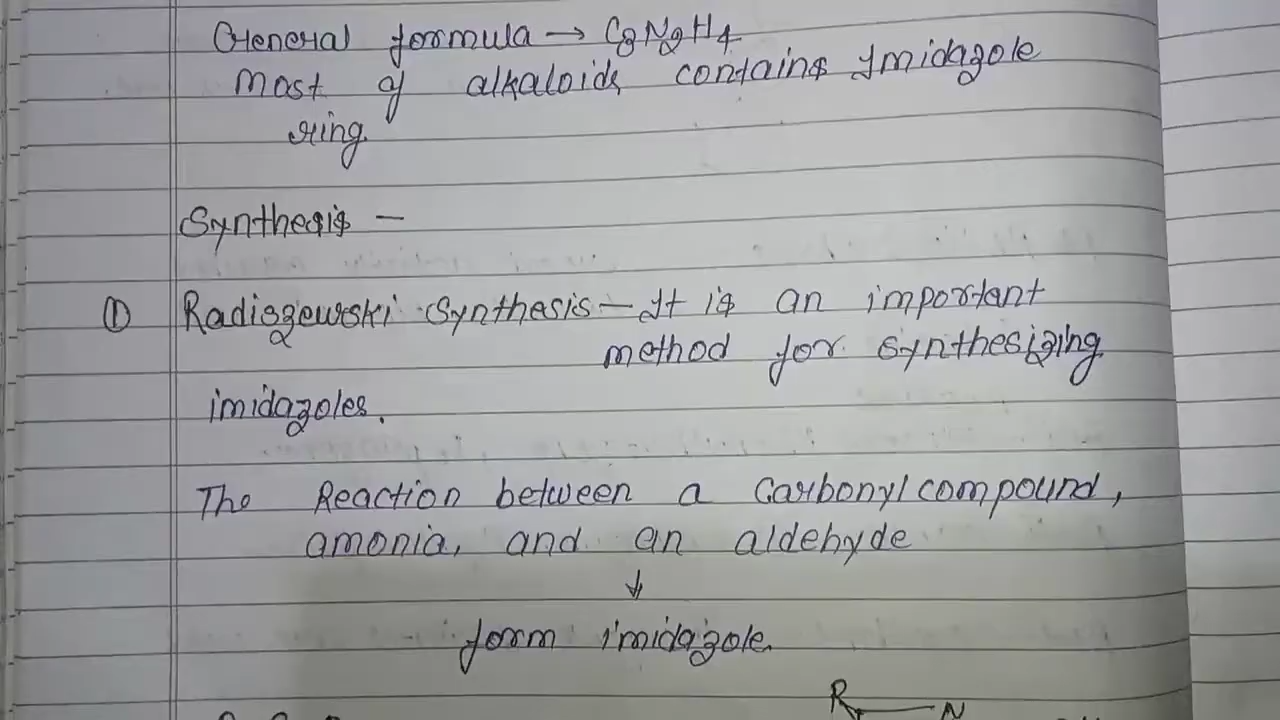 General formula → C3N2H4
Most of alkaloids contains Imidazole
ring
Synthesis —
① Radiszewski Synthesis — It is an important
method for synthesizing
imidazoles.
The Reaction between a Carbonyl compound,
amonia, and an aldehyde
↓
form imidazole.
R N